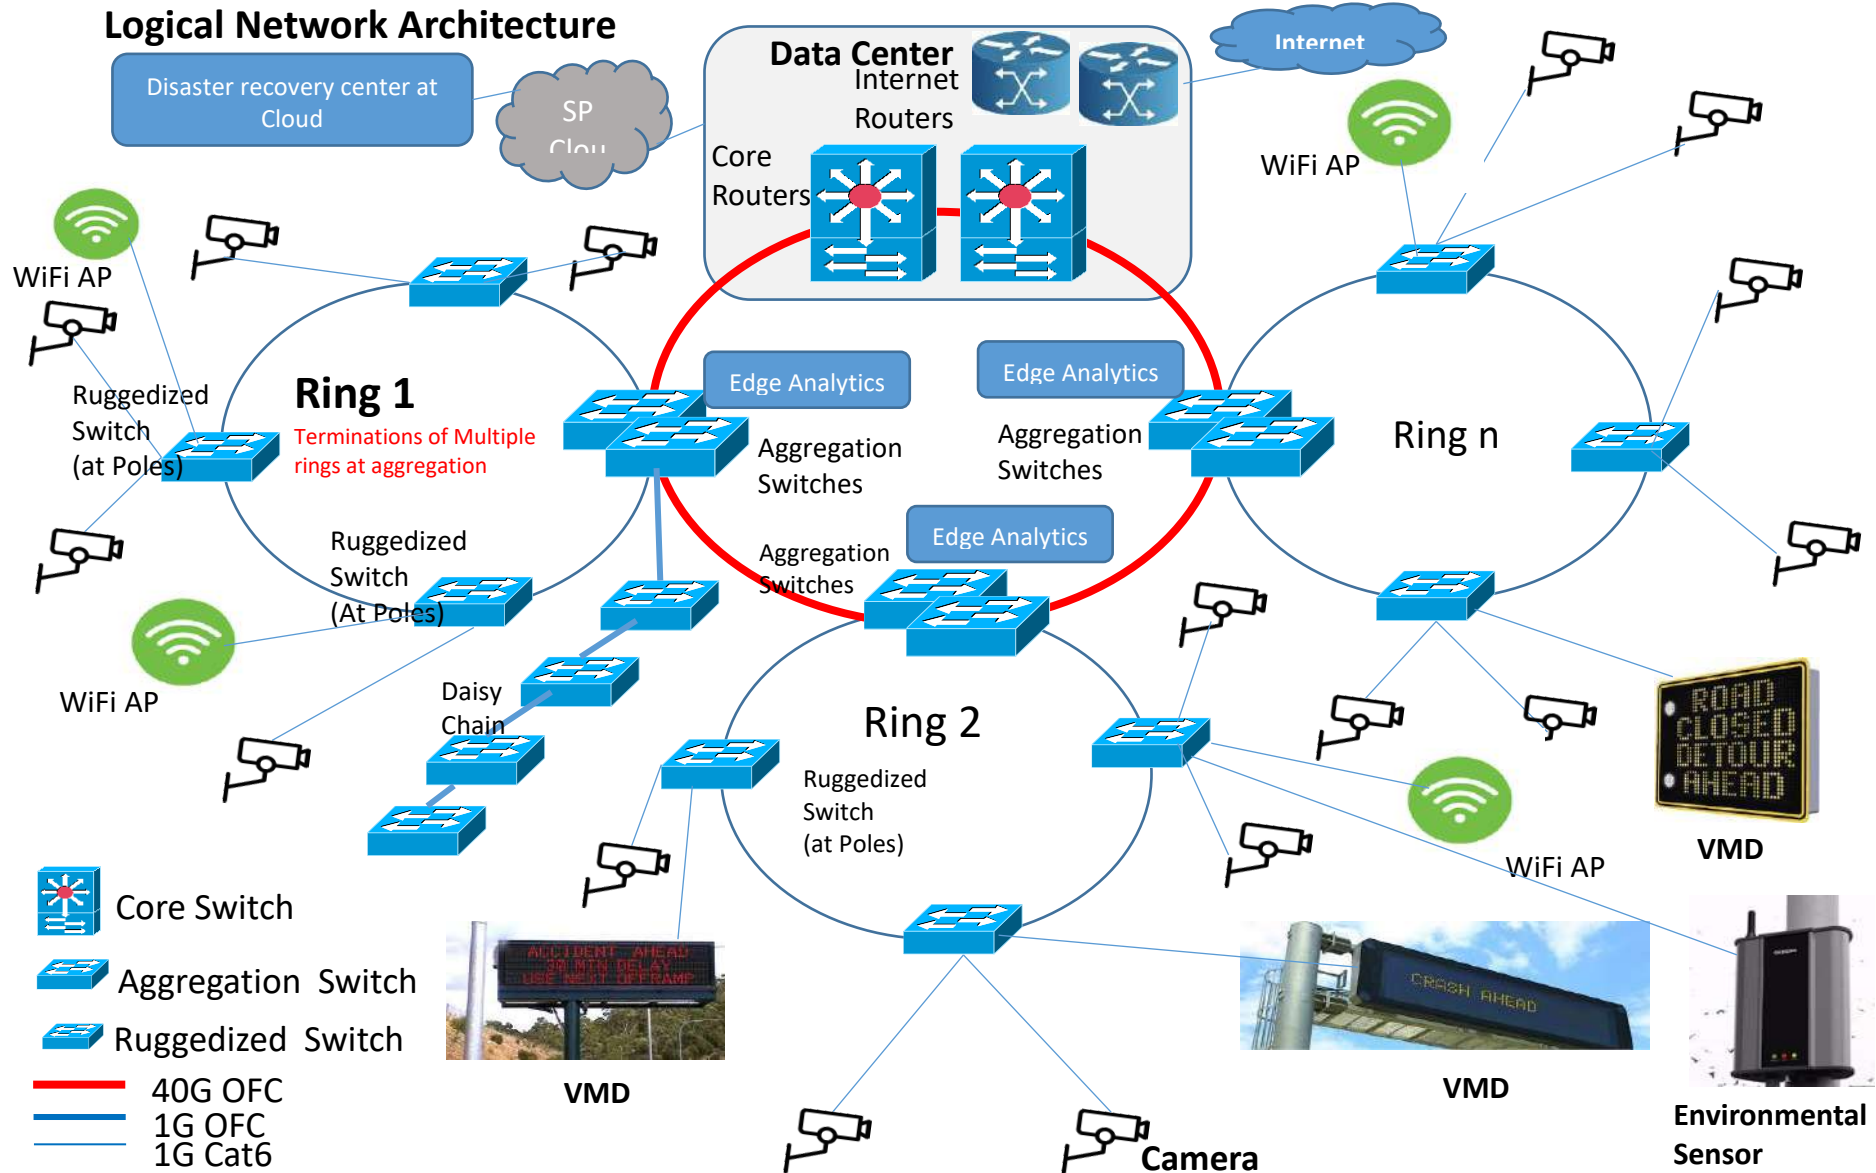 Logical Network Architecture
Disaster recovery center at
Cloud
SP
Clou
Data Center
Internet
Routers
Internet
Core
Routers
WiFi AP
WiFi AP
Ruggedized
Switch
(at Poles)
Ring 1
Terminations of Multiple
rings at aggregation
Edge Analytics
Aggregation
Switches
Edge Analytics
Aggregation
Switches
Ring n
Ruggedized
Switch
(At Poles)
Edge Analytics
Aggregation
Switches
WiFi AP
Daisy
Chain
Ring 2
Ruggedized
Switch
(at Poles)
ROAD
CLOSED
DETOUR
AHEAD
VMD
WiFi AP
Core Switch
Aggregation Switch
Ruggedized Switch
40G OFC
1G OFC
1G Cat6
ACCIDENT AHEAD
30 MIN DELAY
USE NEXT OFFRAMP
VMD
CRASH AHEAD
VMD
Environmental
Sensor
Camera